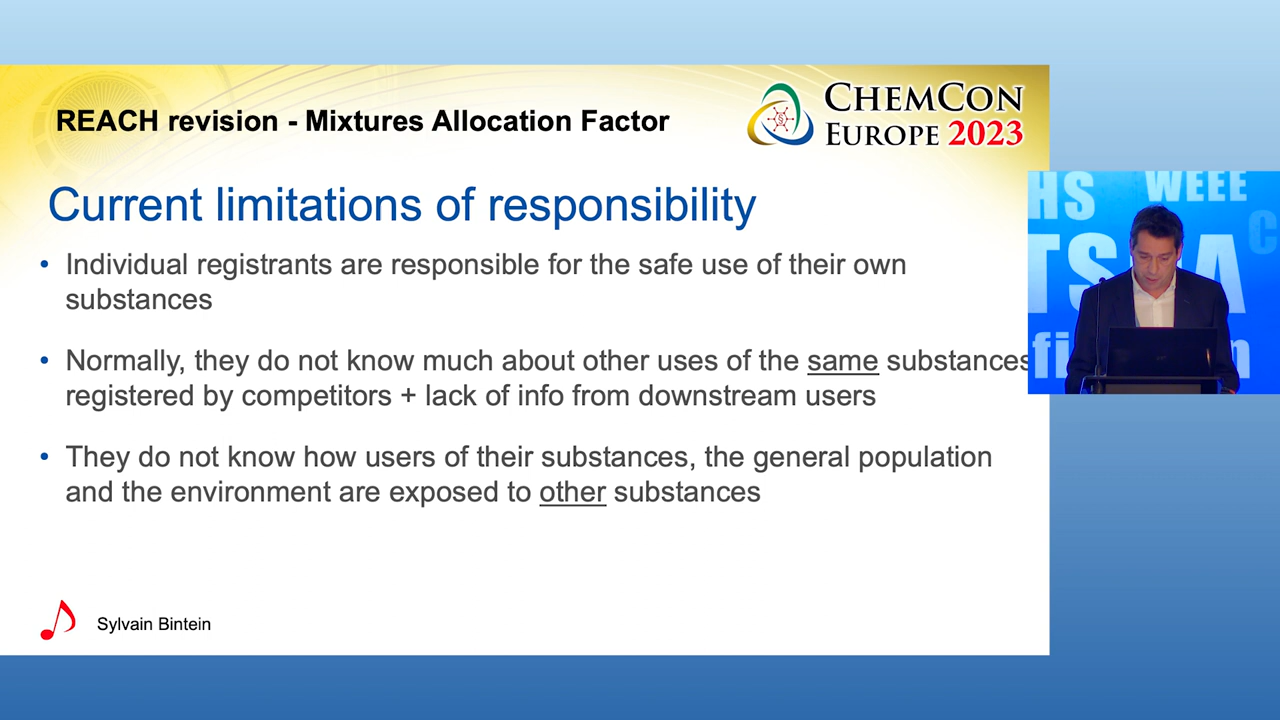 REACH revision - Mixtures Allocation Factor
CHEMCON
EUROPE 2023
Current limitations of responsibility
• Individual registrants are responsible for the safe use of their own
substances
• Normally, they do not know much about other uses of the same substances
registered by competitors + lack of info from downstream users
• They do not know how users of their substances, the general population
and the environment are exposed to other substances
Sylvain Bintein
HS
WEEE